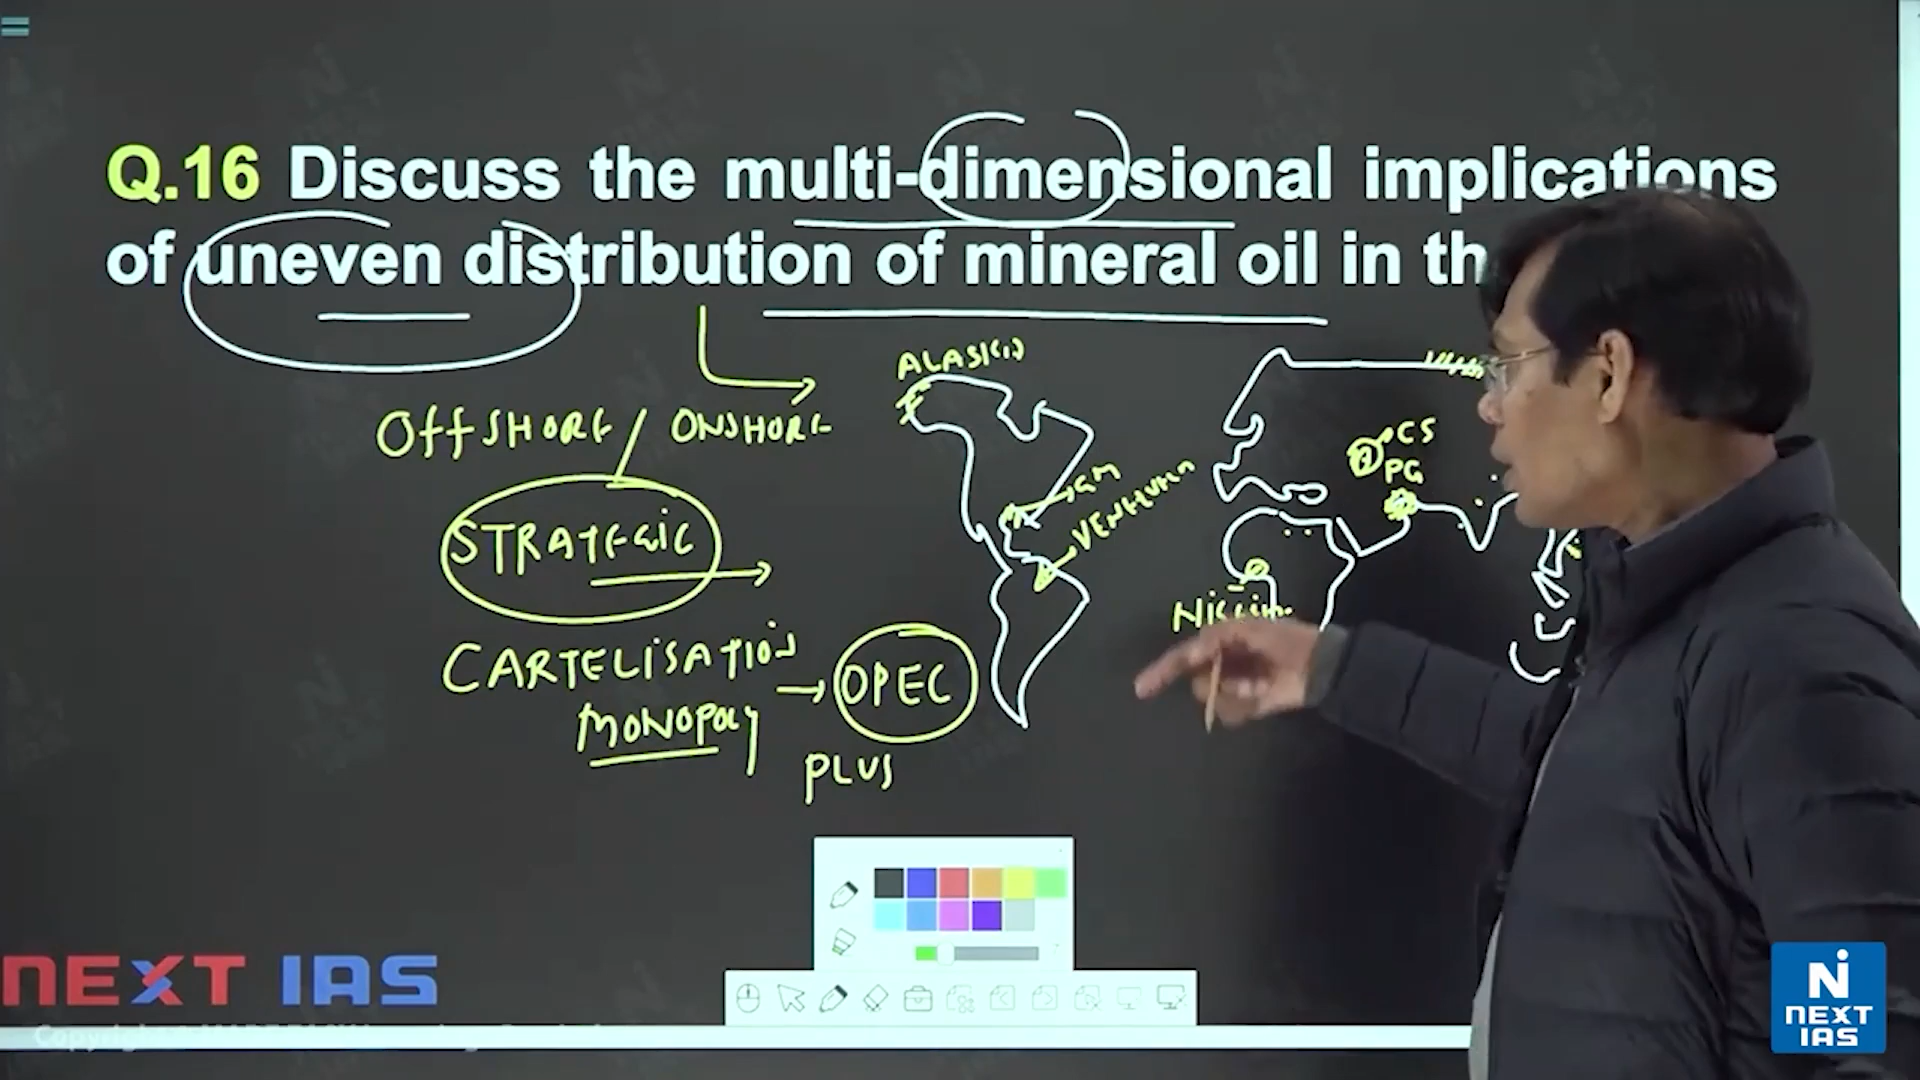 Q.16 Discuss the multi-dimensional implications
of uneven distribution of mineral oil in th
ALASKA
OffSHORE / ONSHORE
CS
PG
GM
STRATEGIC
CARTELISATION
MONOPOLY
OPEC
PLUS
NEXT IAS
NEXT
IAS